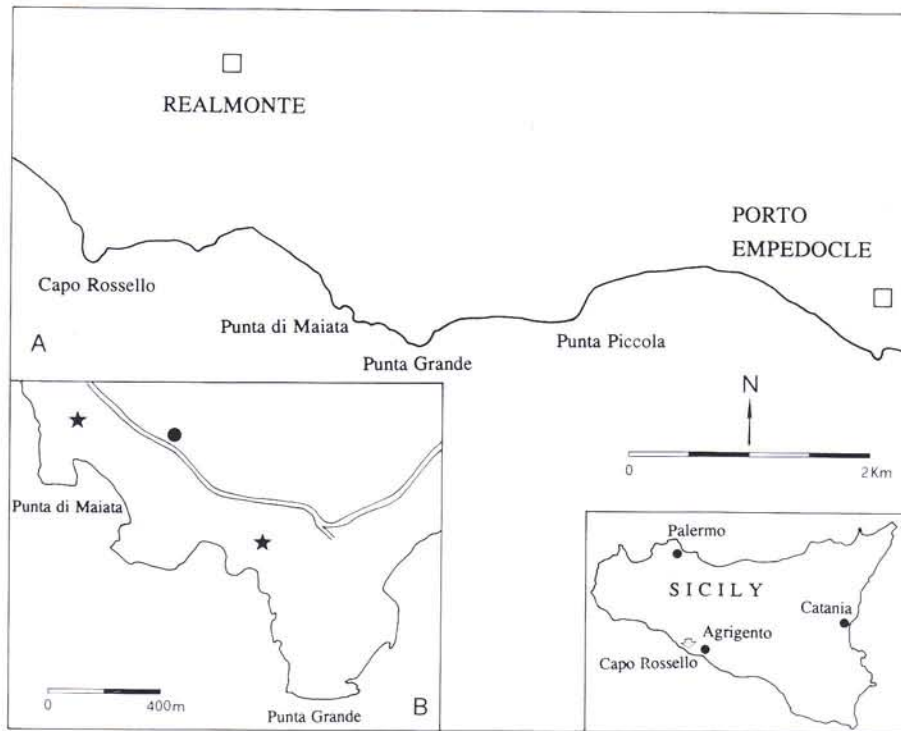 REALMONTE
PORTO
EMPEDOCLE
Capo Rossello
Punta di Maiata
Punta Grande
Punta Piccola
A
N
0 2Km
Punta di Maiata
0 400m
Punta Grande
B
Palermo
SICILY
Catania
Agrigento
Capo Rossello